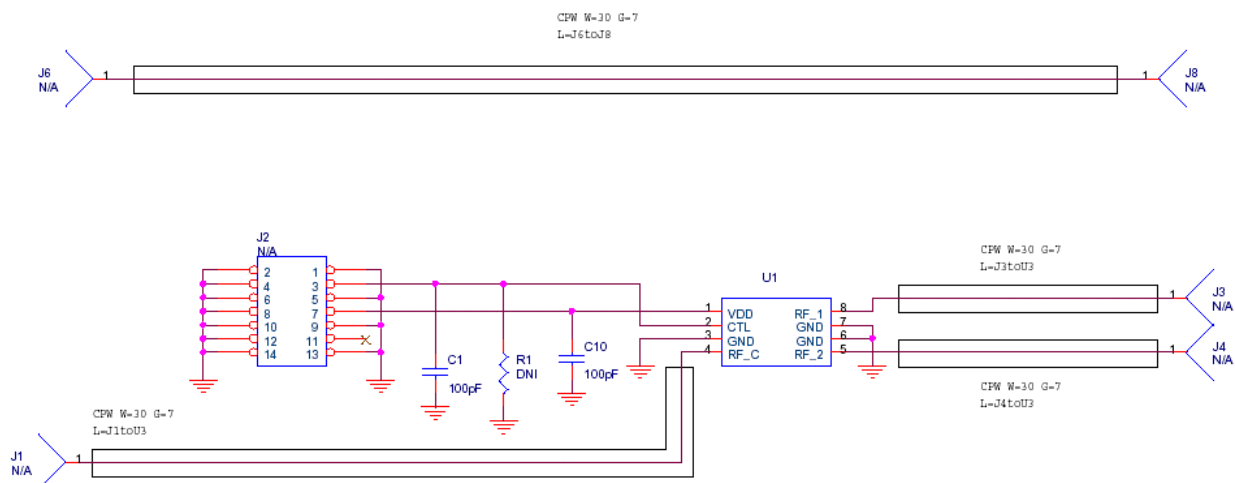 CPW W=30 G=7
L=J6toJ8
J6
N/A
1
1
J8
N/A
J2
N/A
2 1
4 3
6 5
8 7
10 9
12 11
14 13
C1
100pF
R1
DNI
C10
100pF
U1
1 VDD RF_1 8
2 CTL GND 7
3 GND GND 6
4 RF_C RF_2 5
CPW W=30 G=7
L=J3toU3
1
J3
N/A
1
J4
N/A
CPW W=30 G=7
L=J4toU3
CPW W=30 G=7
L=J1toU3
J1
N/A
1